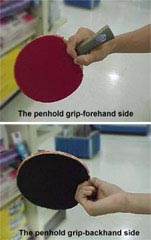 The penhold grip-forehand side
The penhold grip-backhand side